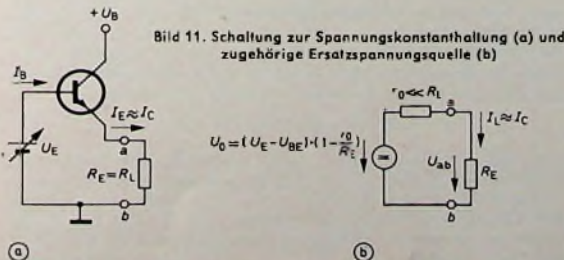 Bild 11. Schaltung zur Spannungskonstanthaltung (a) und
zugehörige Ersatzspannungsquelle (b)
+U_B
I_B
I_E≈I_C
a
U_E
R_E=R_L
b
ⓐ
r_0≪R_L
a
I_L≈I_C
U_0=(U_E-U_BE)·(1-r_0/R_E)
U_ab
R_E
b
ⓑ